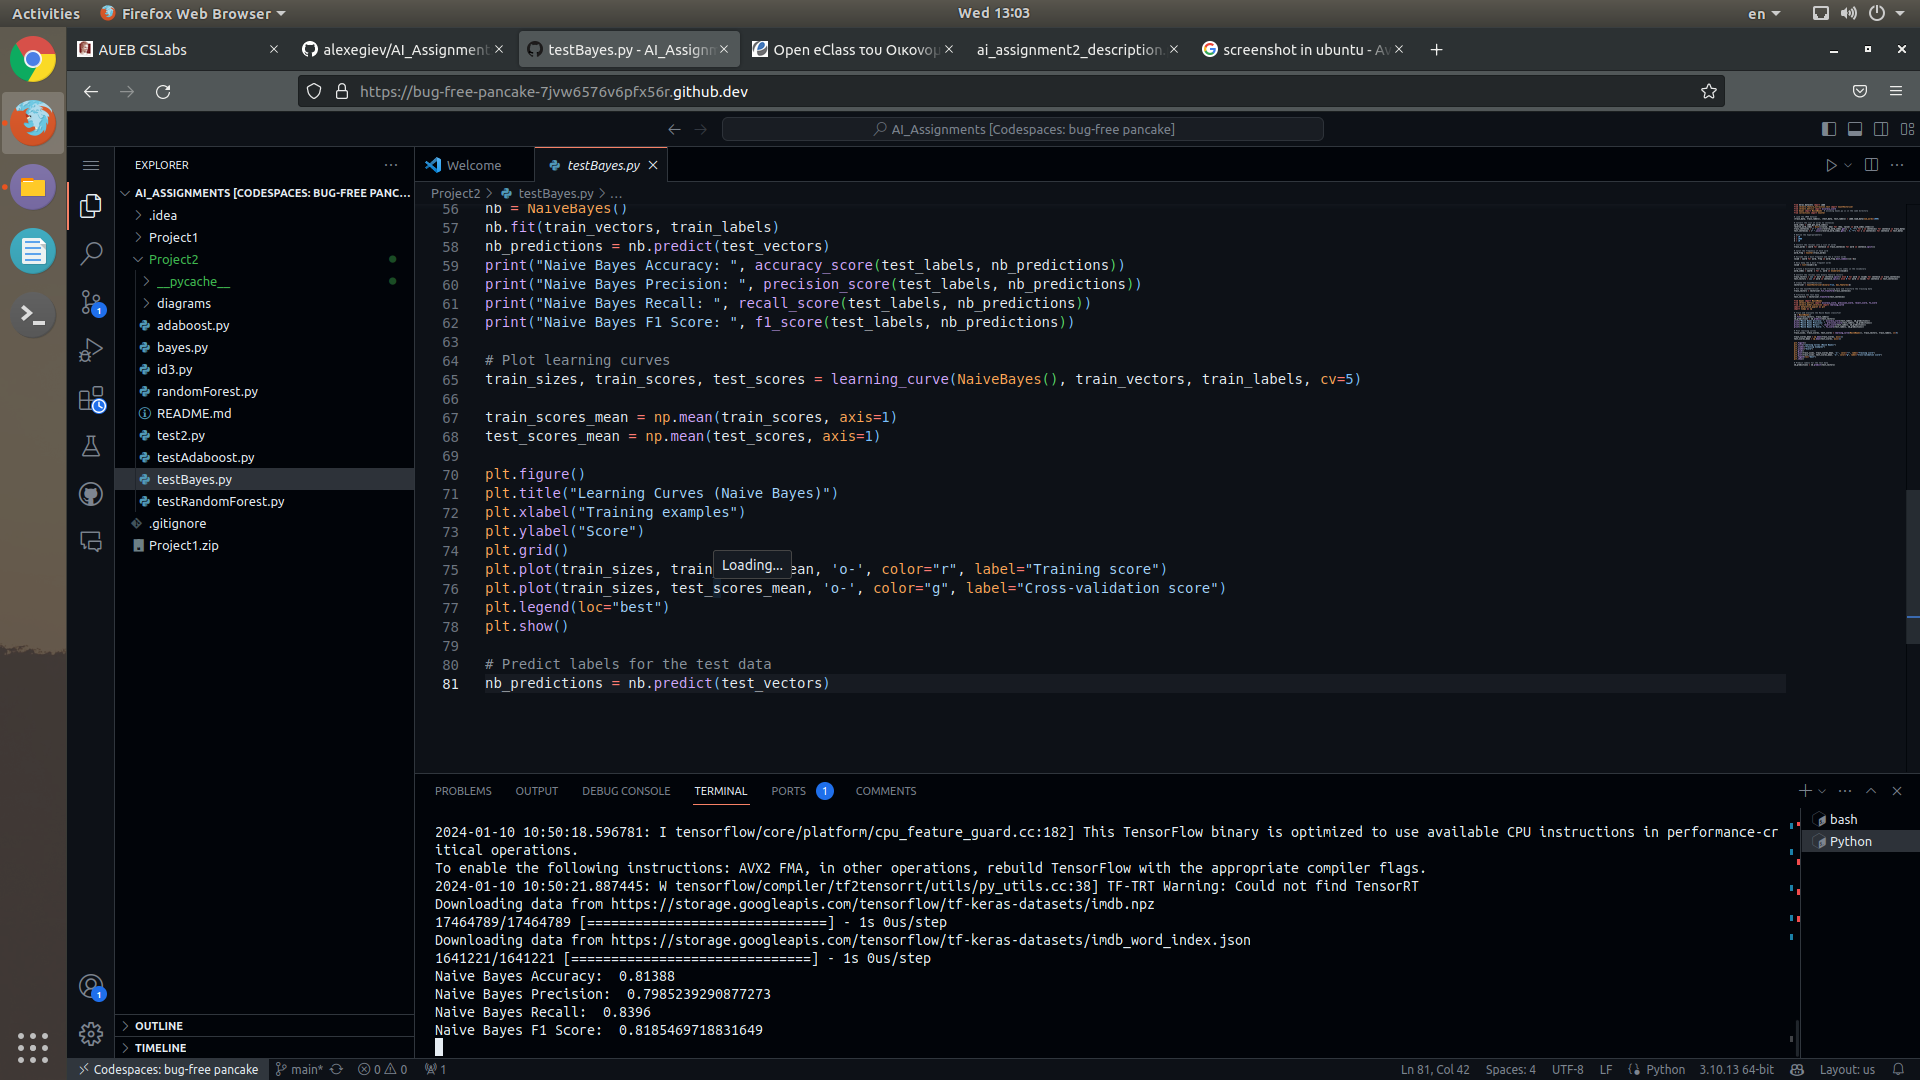 Activities
Firefox Web Browser
Wed 13:03
en
AUEB CSLabs
alexegiev/AI_Assignment
testBayes.py - AI_Assign
Open eClass του Οικονομ
ai_assignment2_description.
screenshot in ubuntu - Av
https://bug-free-pancake-7jvw6576v6pfx56r.github.dev
AI_Assignments [Codespaces: bug-free pancake]
EXPLORER
AI_ASSIGNMENTS [CODESPACES: BUG-FREE PANC...
.idea
Project1
Project2
__pycache__
diagrams
adaboost.py
bayes.py
id3.py
randomForest.py
README.md
test2.py
testAdaboost.py
testBayes.py
testRandomForest.py
.gitignore
Project1.zip
OUTLINE
TIMELINE
Welcome
testBayes.py
Project2 > testBayes.py > ...
56 nb = NaiveBayes()
57 nb.fit(train_vectors, train_labels)
58 nb_predictions = nb.predict(test_vectors)
59 print("Naive Bayes Accuracy: ", accuracy_score(test_labels, nb_predictions))
60 print("Naive Bayes Precision: ", precision_score(test_labels, nb_predictions))
61 print("Naive Bayes Recall: ", recall_score(test_labels, nb_predictions))
62 print("Naive Bayes F1 Score: ", f1_score(test_labels, nb_predictions))
63
64 # Plot learning curves
65 train_sizes, train_scores, test_scores = learning_curve(NaiveBayes(), train_vectors, train_labels, cv=5)
66
67 train_scores_mean = np.mean(train_scores, axis=1)
68 test_scores_mean = np.mean(test_scores, axis=1)
69
70 plt.figure()
71 plt.title("Learning Curves (Naive Bayes)")
72 plt.xlabel("Training examples")
73 plt.ylabel("Score")
74 plt.grid()
Loading...
75 plt.plot(train_sizes, train ean, 'o-', color="r", label="Training score")
76 plt.plot(train_sizes, test_scores_mean, 'o-', color="g", label="Cross-validation score")
77 plt.legend(loc="best")
78 plt.show()
79
80 # Predict labels for the test data
81 nb_predictions = nb.predict(test_vectors)
PROBLEMS OUTPUT DEBUG CONSOLE TERMINAL PORTS 1 COMMENTS
2024-01-10 10:50:18.596781: I tensorflow/core/platform/cpu_feature_guard.cc:182] This TensorFlow binary is optimized to use available CPU instructions in performance-cr
itical operations.
To enable the following instructions: AVX2 FMA, in other operations, rebuild TensorFlow with the appropriate compiler flags.
2024-01-10 10:50:21.887445: W tensorflow/compiler/tf2tensorrt/utils/py_utils.cc:38] TF-TRT Warning: Could not find TensorRT
Downloading data from https://storage.googleapis.com/tensorflow/tf-keras-datasets/imdb.npz
17464789/17464789 [==============================] - 1s 0us/step
Downloading data from https://storage.googleapis.com/tensorflow/tf-keras-datasets/imdb_word_index.json
1641221/1641221 [==============================] - 1s 0us/step
Naive Bayes Accuracy:  0.81388
Naive Bayes Precision:  0.7985239290877273
Naive Bayes Recall:  0.8396
Naive Bayes F1 Score:  0.8185469718831649
bash
Python
Codespaces: bug-free pancake
main*
0 0
1
Ln 81, Col 42
Spaces: 4
UTF-8
LF
Python
3.10.13 64-bit
Layout: us